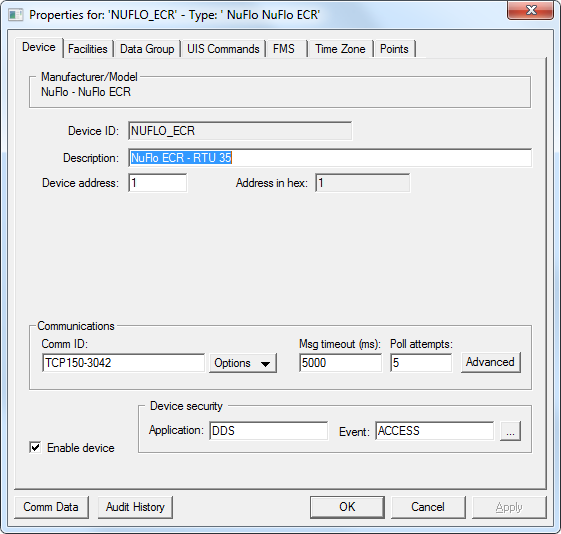 Properties for: 'NUFLO_ECR' - Type: ' NuFlo NuFlo ECR'
Device Facilities Data Group UIS Commands FMS Time Zone Points
Manufacturer/Model
NuFlo - NuFlo ECR
Device ID: NUFLO_ECR
Description: NuFlo ECR - RTU 35
Device address: 1 Address in hex: 1
Communications
Comm ID: Msg timeout (ms): Poll attempts:
TCP150-3042 Options 5000 5 Advanced
Device security
Application: DDS Event: ACCESS ...
Enable device
Comm Data Audit History OK Cancel Apply